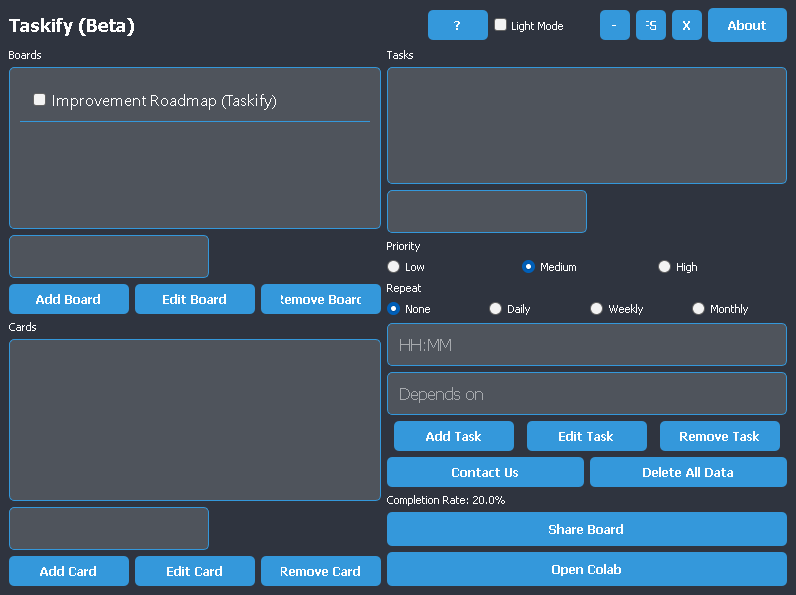 Taskify (Beta)
?
Light Mode
-
FS
X
About
Boards
Improvement Roadmap (Taskify)
Add Board
Edit Board
Remove Board
Cards
Add Card
Edit Card
Remove Card
Tasks
Priority
Low
Medium
High
Repeat
None
Daily
Weekly
Monthly
HH:MM
Depends on
Add Task
Edit Task
Remove Task
Contact Us
Delete All Data
Completion Rate: 20.0%
Share Board
Open Colab